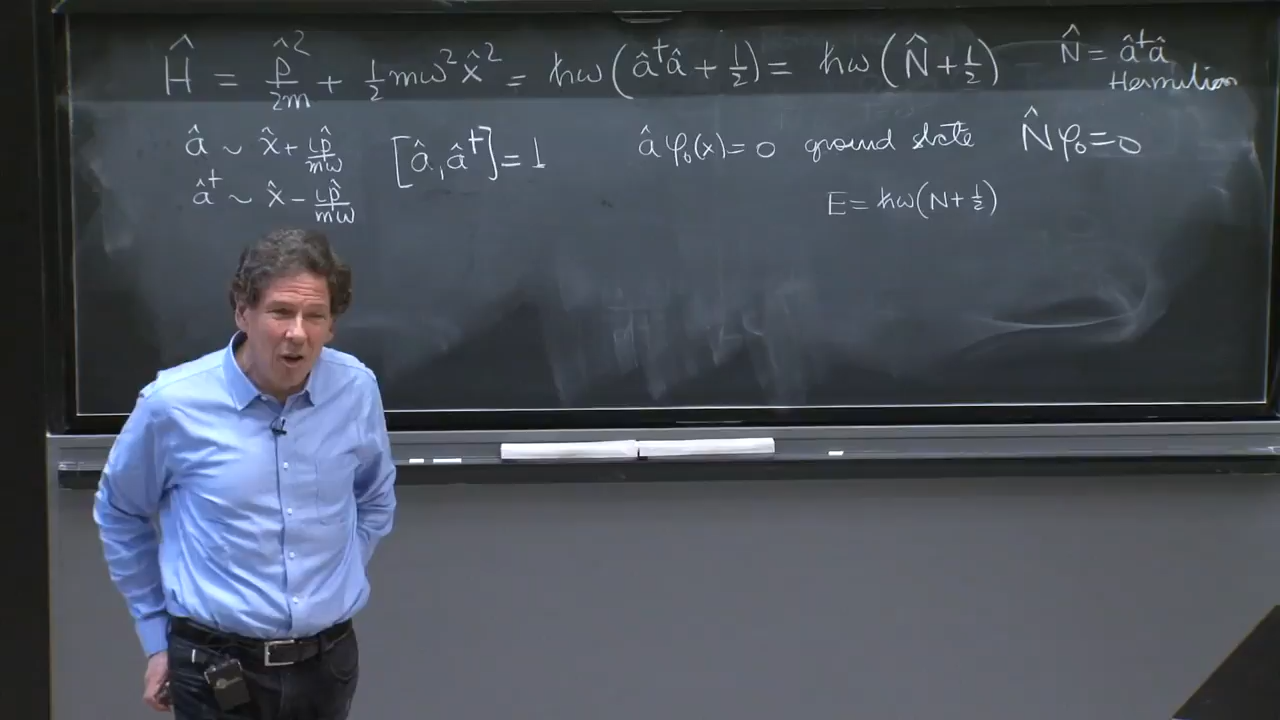 Ĥ = p̂²/2m + ½mω²x̂² = ħω(â†â + ½) = ħω(N̂ + ½) N̂ = â†â
Hermitian
â ~ x̂ + ip̂/mω [â, â†] = 1 âφ₀(x) = 0 ground state N̂φ₀ = 0
â† ~ x̂ - ip̂/mω E = ħω(N + ½)